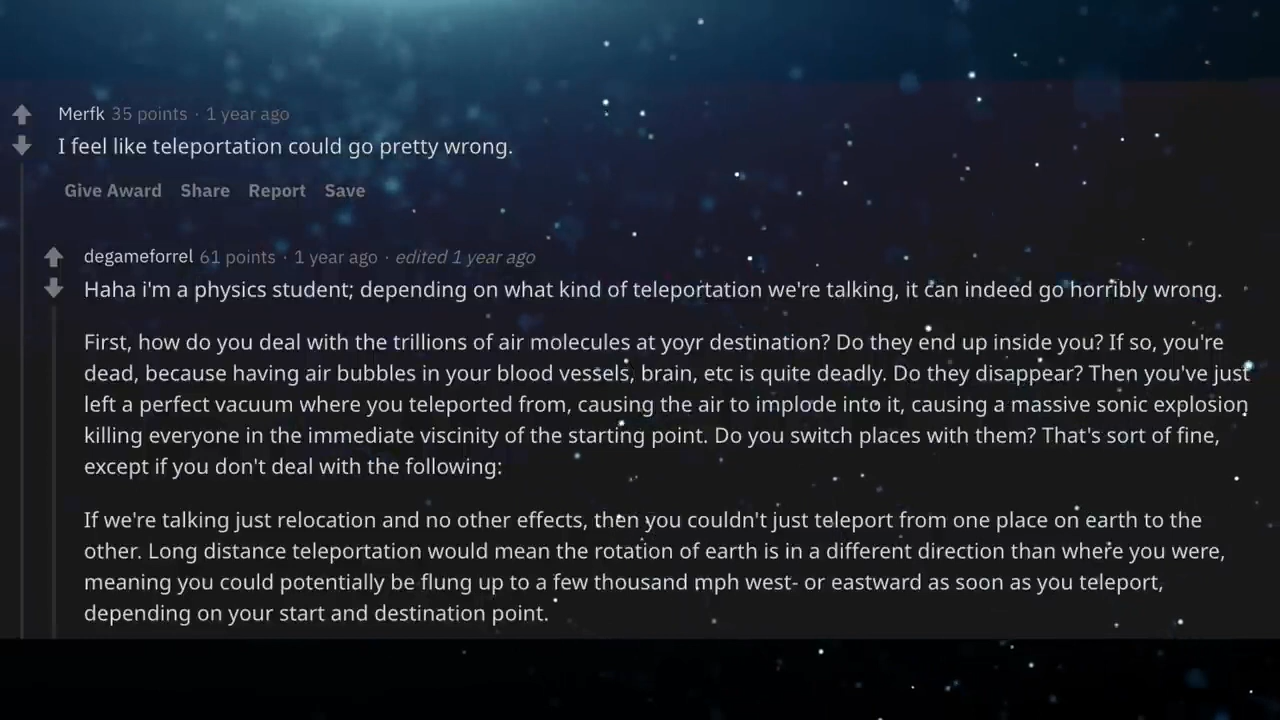 Merfk 35 points · 1 year ago
I feel like teleportation could go pretty wrong.
Give Award Share Report Save
degameforrel 61 points · 1 year ago · edited 1 year ago
Haha i'm a physics student; depending on what kind of teleportation we're talking, it can indeed go horribly wrong.
First, how do you deal with the trillions of air molecules at yoyr destination? Do they end up inside you? If so, you're
dead, because having air bubbles in your blood vessels, brain, etc is quite deadly. Do they disappear? Then you've just
left a perfect vacuum where you teleported from, causing the air to implode into it, causing a massive sonic explosion
killing everyone in the immediate viscinity of the starting point. Do you switch places with them? That's sort of fine,
except if you don't deal with the following:
If we're talking just relocation and no other effects, then you couldn't just teleport from one place on earth to the
other. Long distance teleportation would mean the rotation of earth is in a different direction than where you were,
meaning you could potentially be flung up to a few thousand mph west- or eastward as soon as you teleport,
depending on your start and destination point.